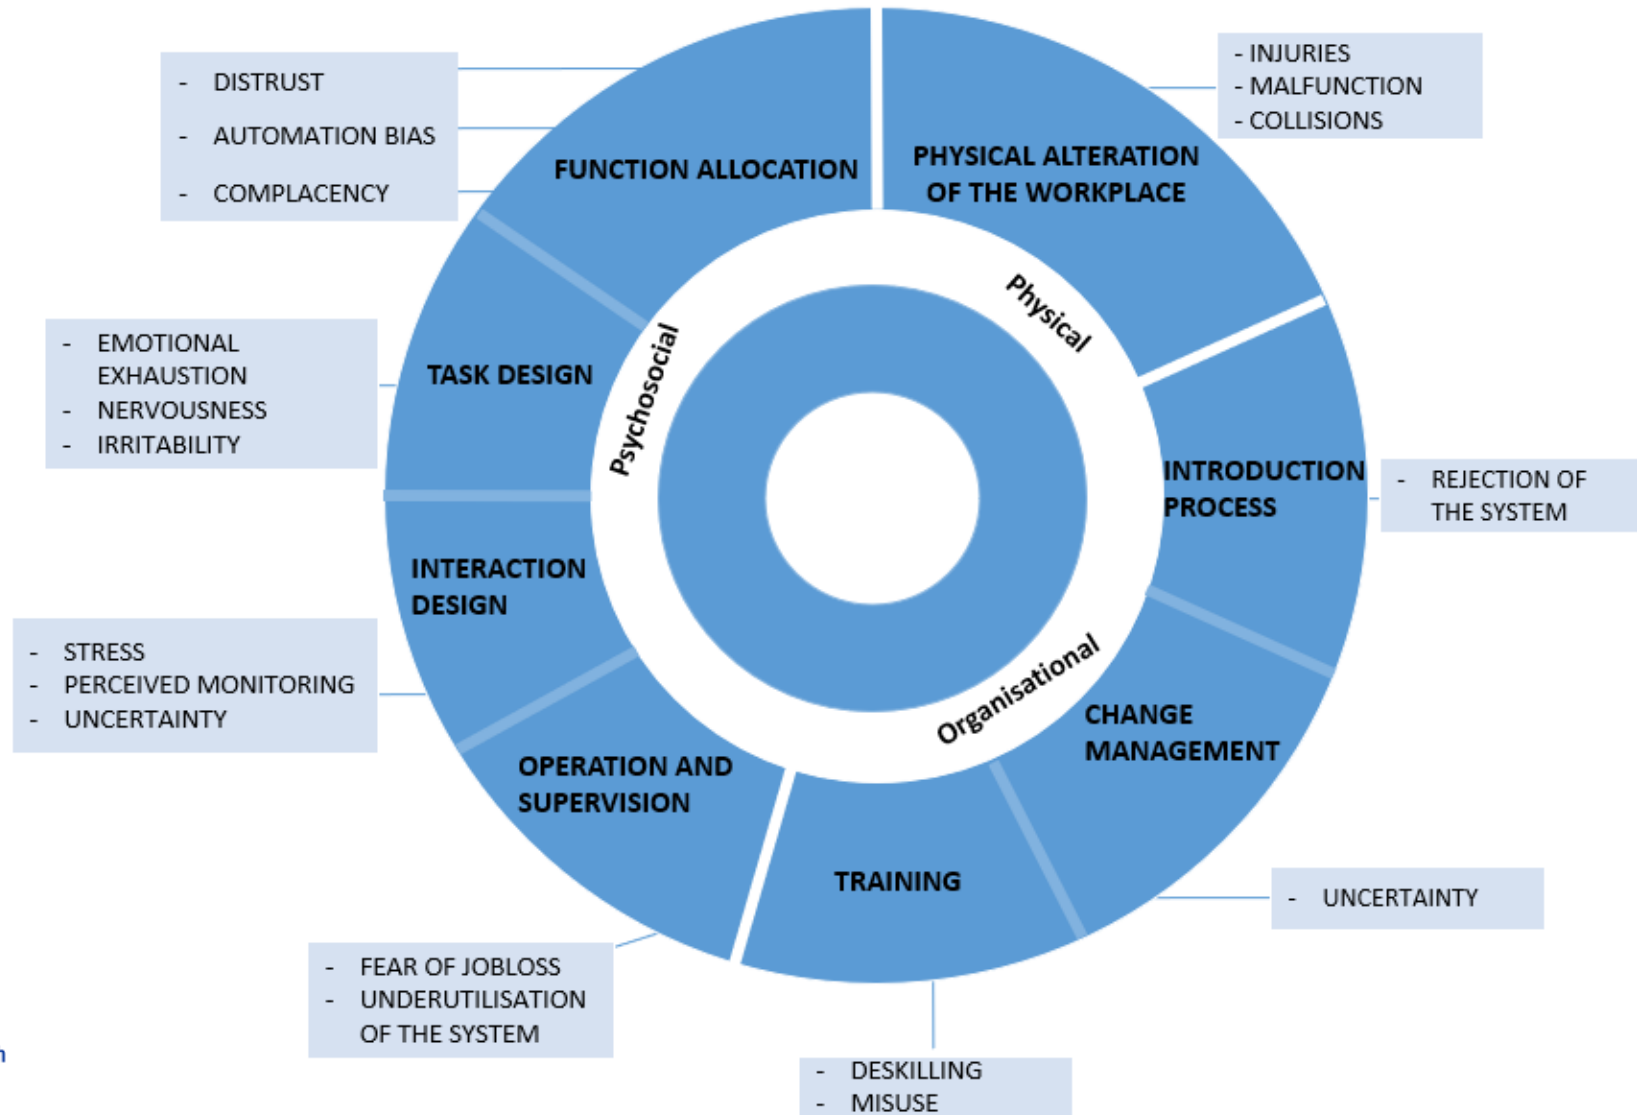 - DISTRUST
- AUTOMATION BIAS
- COMPLACENCY
- INJURIES
- MALFUNCTION
- COLLISIONS
FUNCTION ALLOCATION
PHYSICAL ALTERATION
OF THE WORKPLACE
Physical
Psychosocial
Organisational
- EMOTIONAL
EXHAUSTION
- NERVOUSNESS
- IRRITABILITY
TASK DESIGN
INTRODUCTION
PROCESS
- REJECTION OF
THE SYSTEM
INTERACTION
DESIGN
- STRESS
- PERCEIVED MONITORING
- UNCERTAINTY
CHANGE
MANAGEMENT
OPERATION AND
SUPERVISION
TRAINING
- UNCERTAINTY
- FEAR OF JOBLOSS
- UNDERUTILISATION
OF THE SYSTEM
- DESKILLING
- MISUSE